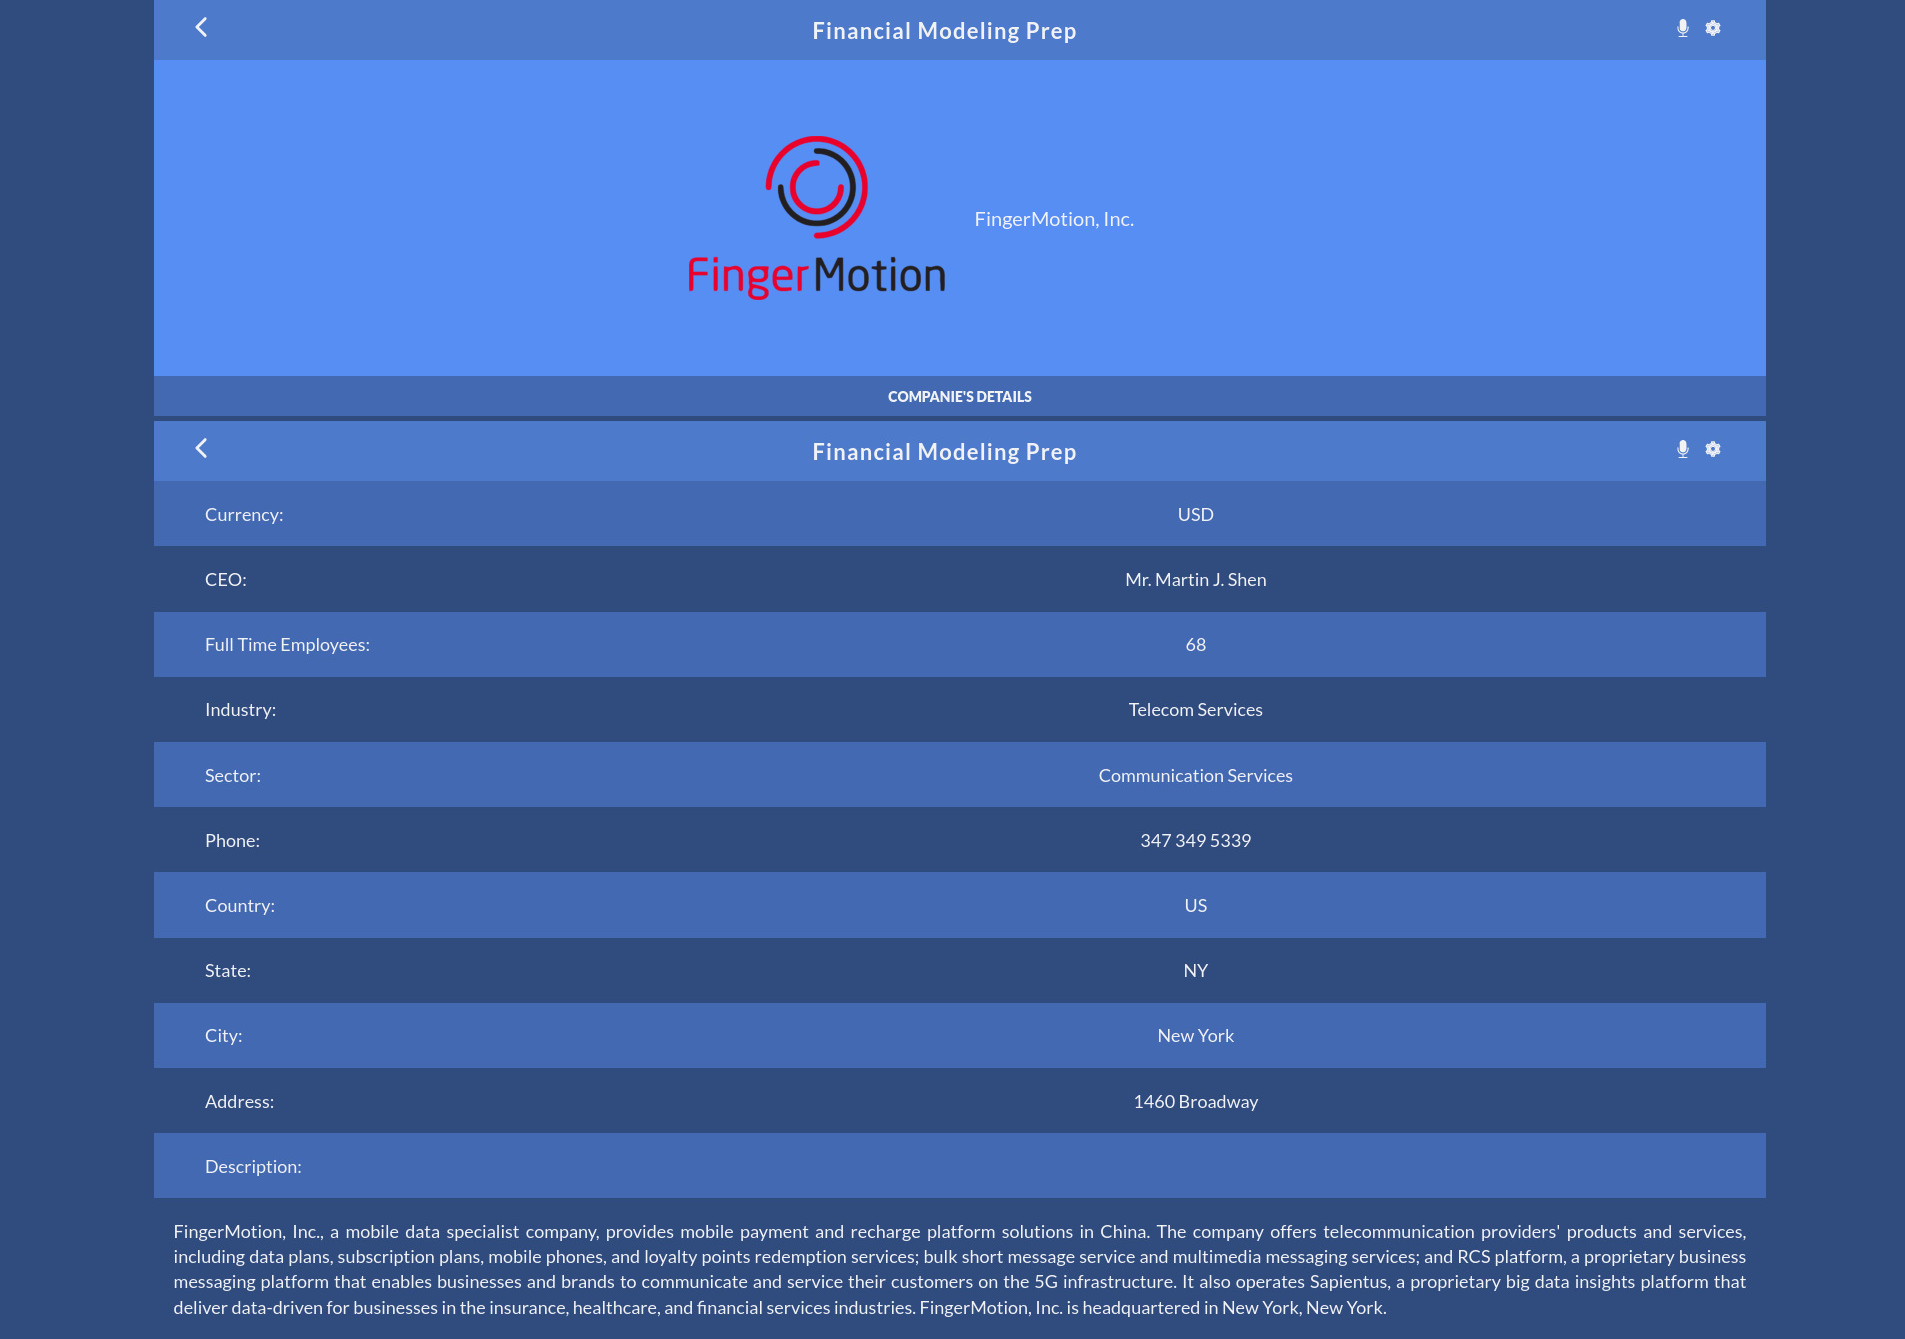 Financial Modeling Prep
FingerMotion
FingerMotion, Inc.
COMPANIE'S DETAILS
Financial Modeling Prep
Currency: USD
CEO: Mr. Martin J. Shen
Full Time Employees: 68
Industry: Telecom Services
Sector: Communication Services
Phone: 347 349 5339
Country: US
State: NY
City: New York
Address: 1460 Broadway
Description:
FingerMotion, Inc., a mobile data specialist company, provides mobile payment and recharge platform solutions in China. The company offers telecommunication providers' products and services,
including data plans, subscription plans, mobile phones, and loyalty points redemption services; bulk short message service and multimedia messaging services; and RCS platform, a proprietary business
messaging platform that enables businesses and brands to communicate and service their customers on the 5G infrastructure. It also operates Sapientus, a proprietary big data insights platform that
deliver data-driven for businesses in the insurance, healthcare, and financial services industries. FingerMotion, Inc. is headquartered in New York, New York.